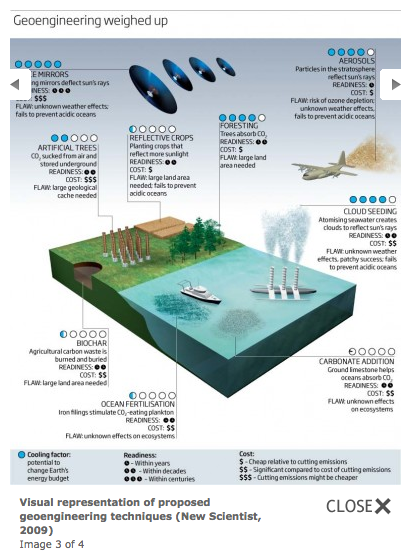 Geoengineering weighed up
E MIRRORS
ng mirrors deflect sun's rays
NESS:
$$$
FLAW: unknown weather effects;
fails to prevent acidic oceans
AEROSOLS
Particles in the stratosphere
reflect sun's rays
READINESS:
COST: $
FLAW: risk of ozone depletion;
unknown weather effects,
fails to prevent acidic oceans
FORESTING
Trees absorb CO₂
READINESS:
COST: $
FLAW: large land
area needed
REFLECTIVE CROPS
Planting crops that
reflect more sunlight
READINESS:
COST: $
FLAW: large land area
needed; fails to prevent
acidic oceans
ARTIFICIAL TREES
CO₂ sucked from air and
stored underground
READINESS:
COST: $$$
FLAW: large geological
cache needed
CLOUD SEEDING
Atomising seawater creates
clouds to reflect sun's rays
READINESS:
COST: $$
FLAW: unknown weather
effects, patchy success; fails
to prevent acidic oceans
BIOCHAR
Agricultural carbon waste is
burned and buried
READINESS:
COST: $$
FLAW: large land area needed
CARBONATE ADDITION
Ground limestone helps
oceans absorb CO₂
READINESS:
COST: $$
FLAW: unknown effects
on ecosystems
OCEAN FERTILISATION
Iron filings stimulate CO₂-eating plankton
READINESS:
COST: $$
FLAW: unknown effects on ecosystems
Cooling factor:
potential to
change Earth's
energy budget
Readiness:
- Within years
- Within decades
- Within centuries
Cost:
$ - Cheap relative to cutting emissions
$$ - Significant compared to cost of cutting emissions
$$$ - Cutting emissions might be cheaper
Visual representation of proposed
geoengineering techniques (New Scientist,
2009)
Image 3 of 4
CLOSE X